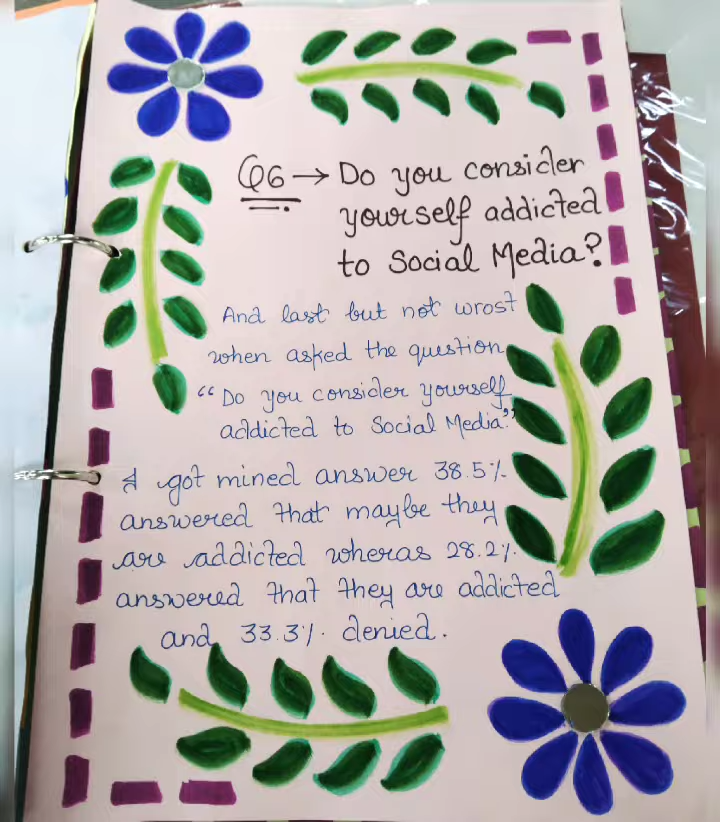 Q6 → Do you consider
yourself addicted
to Social Media?
And last but not wrost
when asked the question
“Do you consider yourself
addicted to Social Media."
I got mined answer 38.5%
answered that maybe they
are addicted wheras 28.2%
answered that they are addicted
and 33.3% denied.